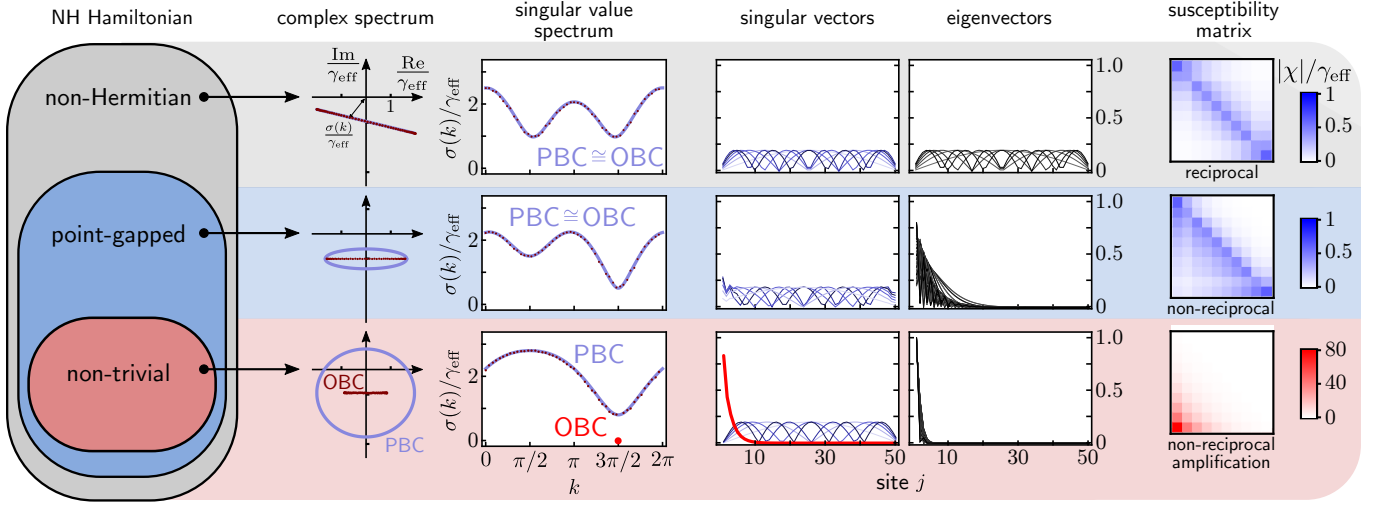 NH Hamiltonian
complex spectrum
singular value
spectrum
singular vectors
eigenvectors
susceptibility
matrix
non-Hermitian
Im/γeff
Re/γeff
1
σ(k)/γeff
σ(k)/γeff
2
0
PBC≅OBC
1.0
0.5
0
|χ|/γeff
1
0.5
0
reciprocal
point-gapped
σ(k)/γeff
2
0
PBC≅OBC
1.0
0.5
0
1
0.5
0
non-reciprocal
non-trivial
OBC
PBC
σ(k)/γeff
2
0
PBC
OBC
0 π/2 π 3π/2 2π
k
1.0
0.5
0
10 30 50
10 30 50
site j
80
40
0
non-reciprocal
amplification